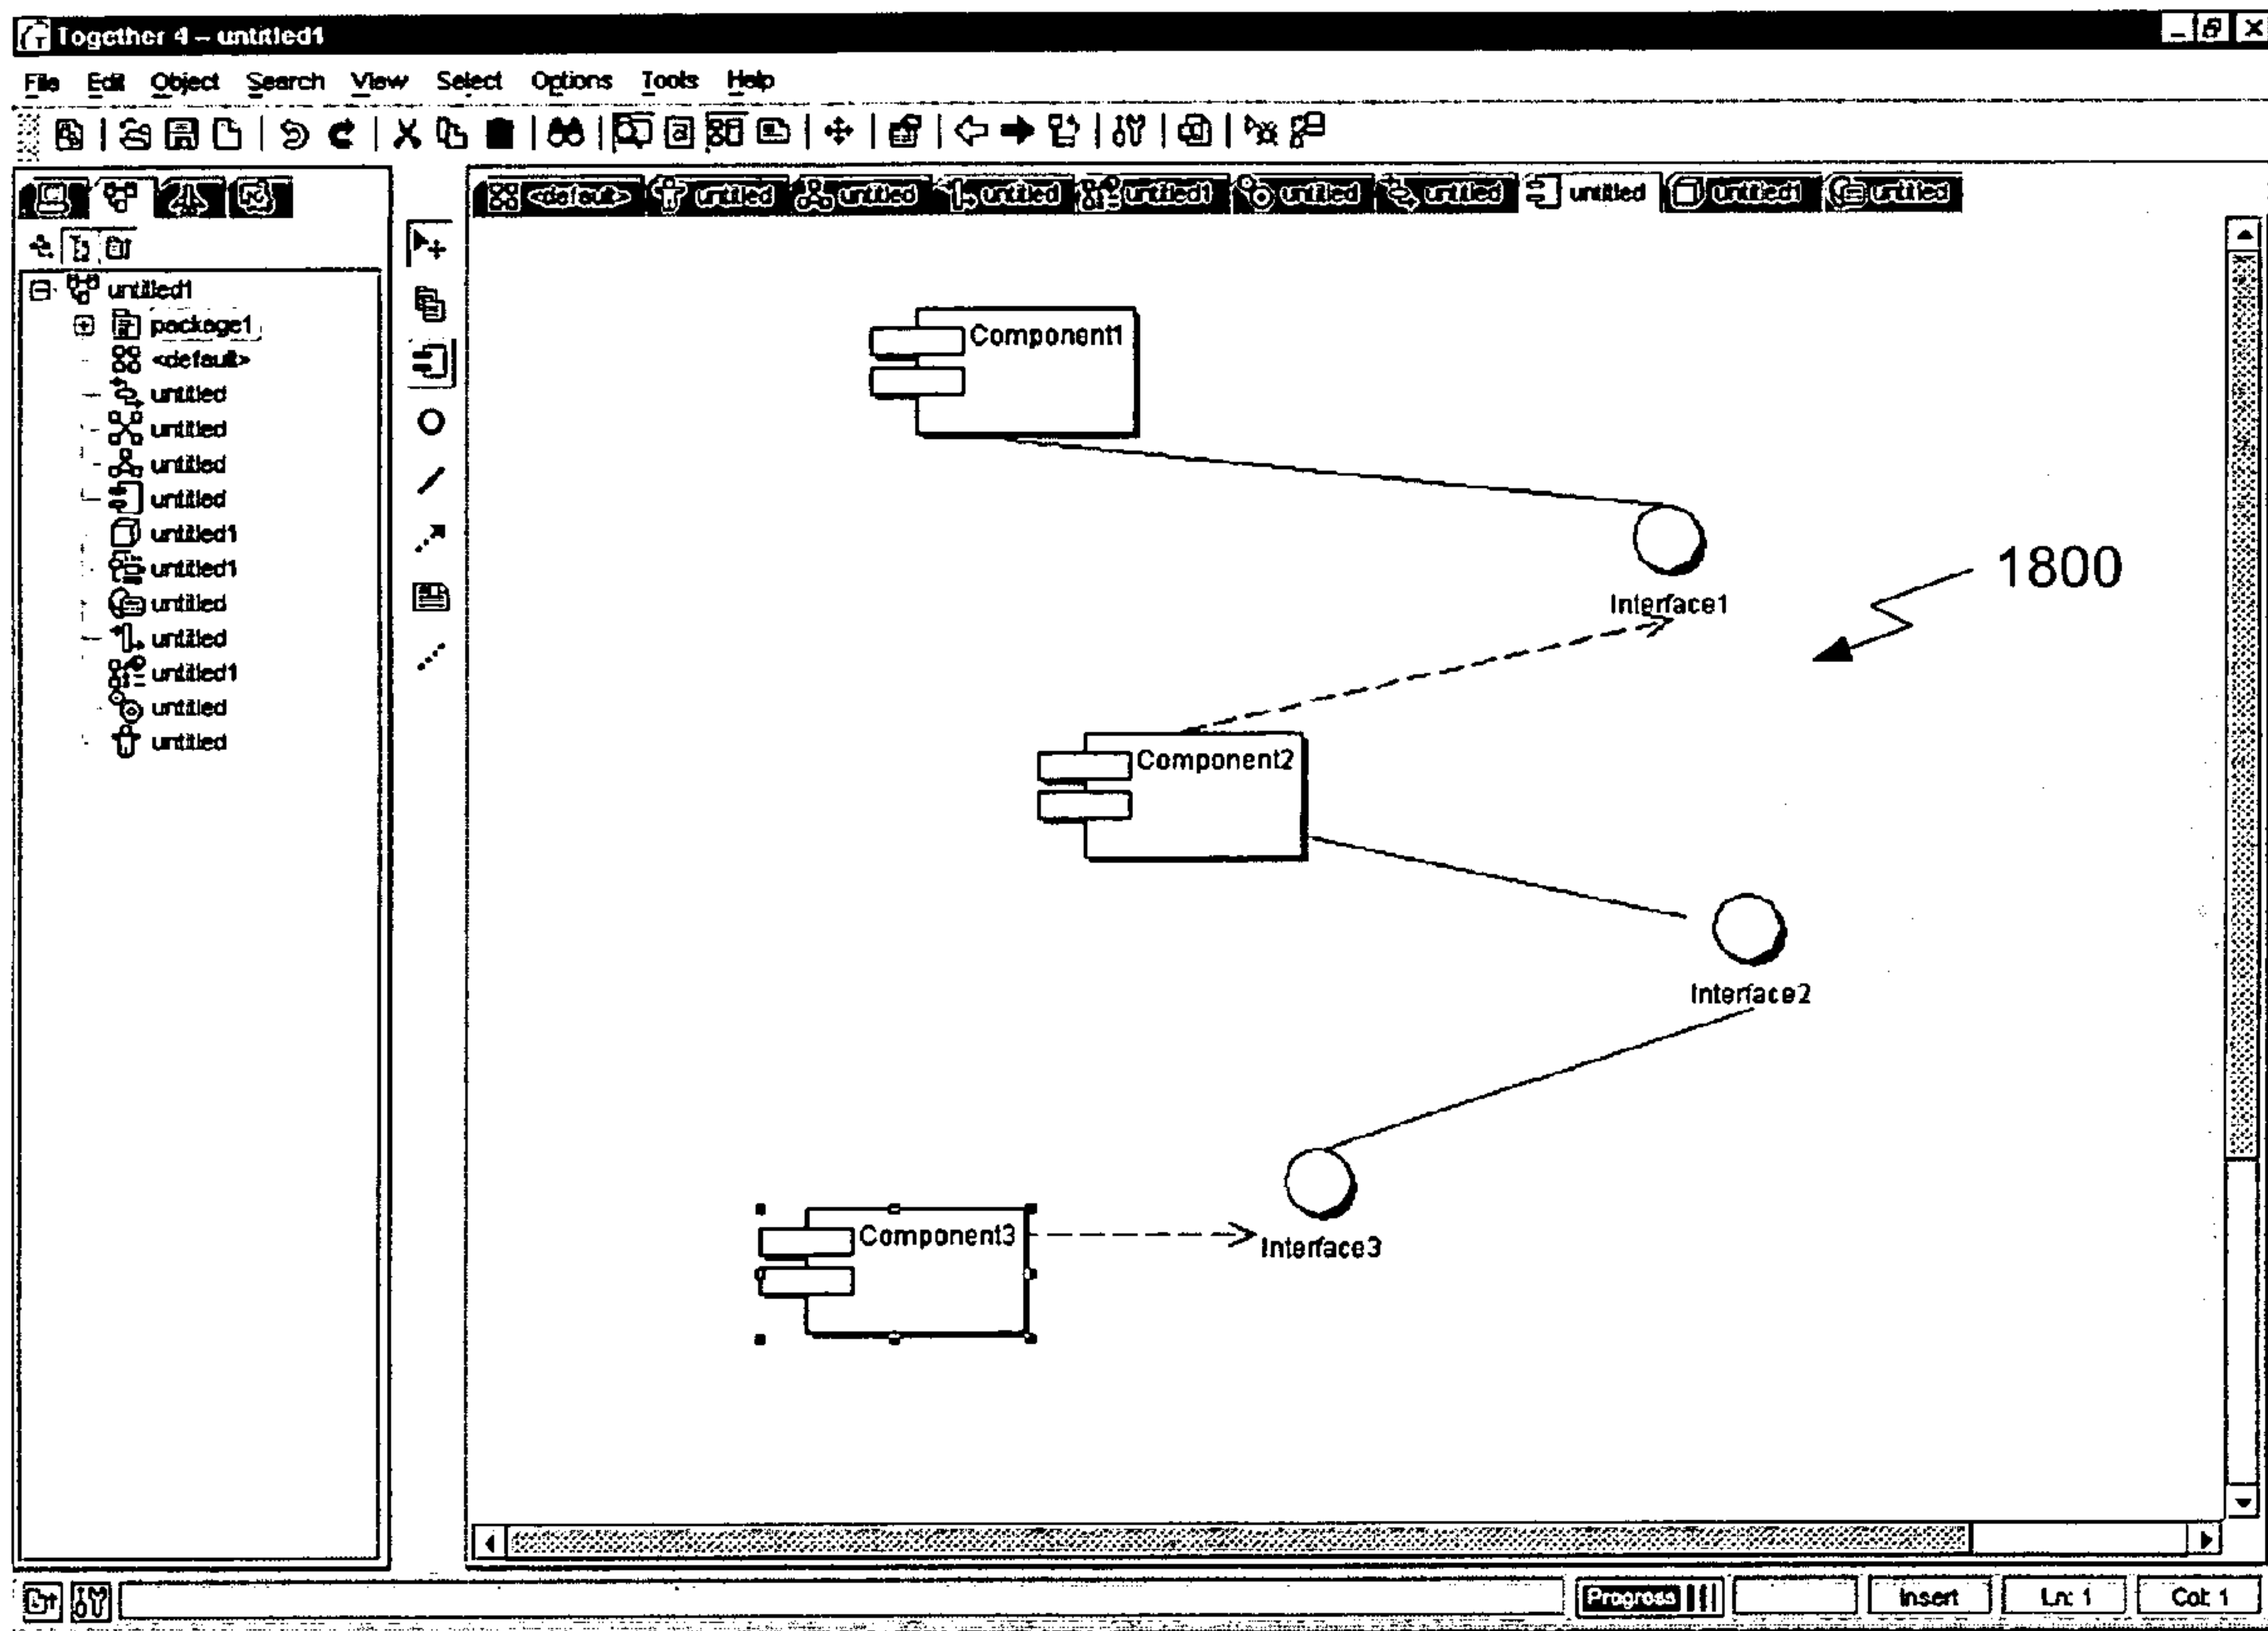 Together 4 – untitled1
File Edit Object Search View Select Options Tools Help
<default> untitled untitled untitled untitled1 untitled untitled untitled untitled1 untitled
untitled1
package1
<default>
untitled
untitled
untitled
untitled
untitled1
untitled1
untitled
untitled
untitled1
untitled
untitled
Component1
Interface1
1800
Component2
Interface2
Component3
Interface3
Progress Insert Ln: 1 Col: 1